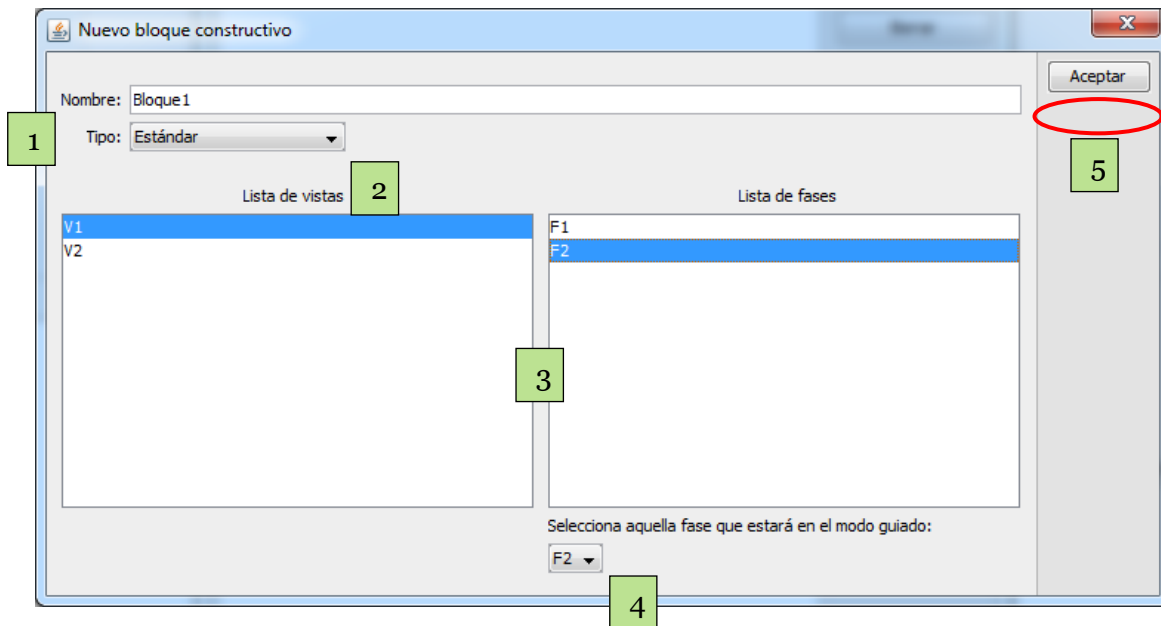 Nuevo bloque constructivo
X
Aceptar
Nombre: Bloque1
1
Tipo: Estándar
5
2
Lista de vistas
Lista de fases
V1
V2
F1
F2
3
Selecciona aquella fase que estará en el modo guiado:
F2
4